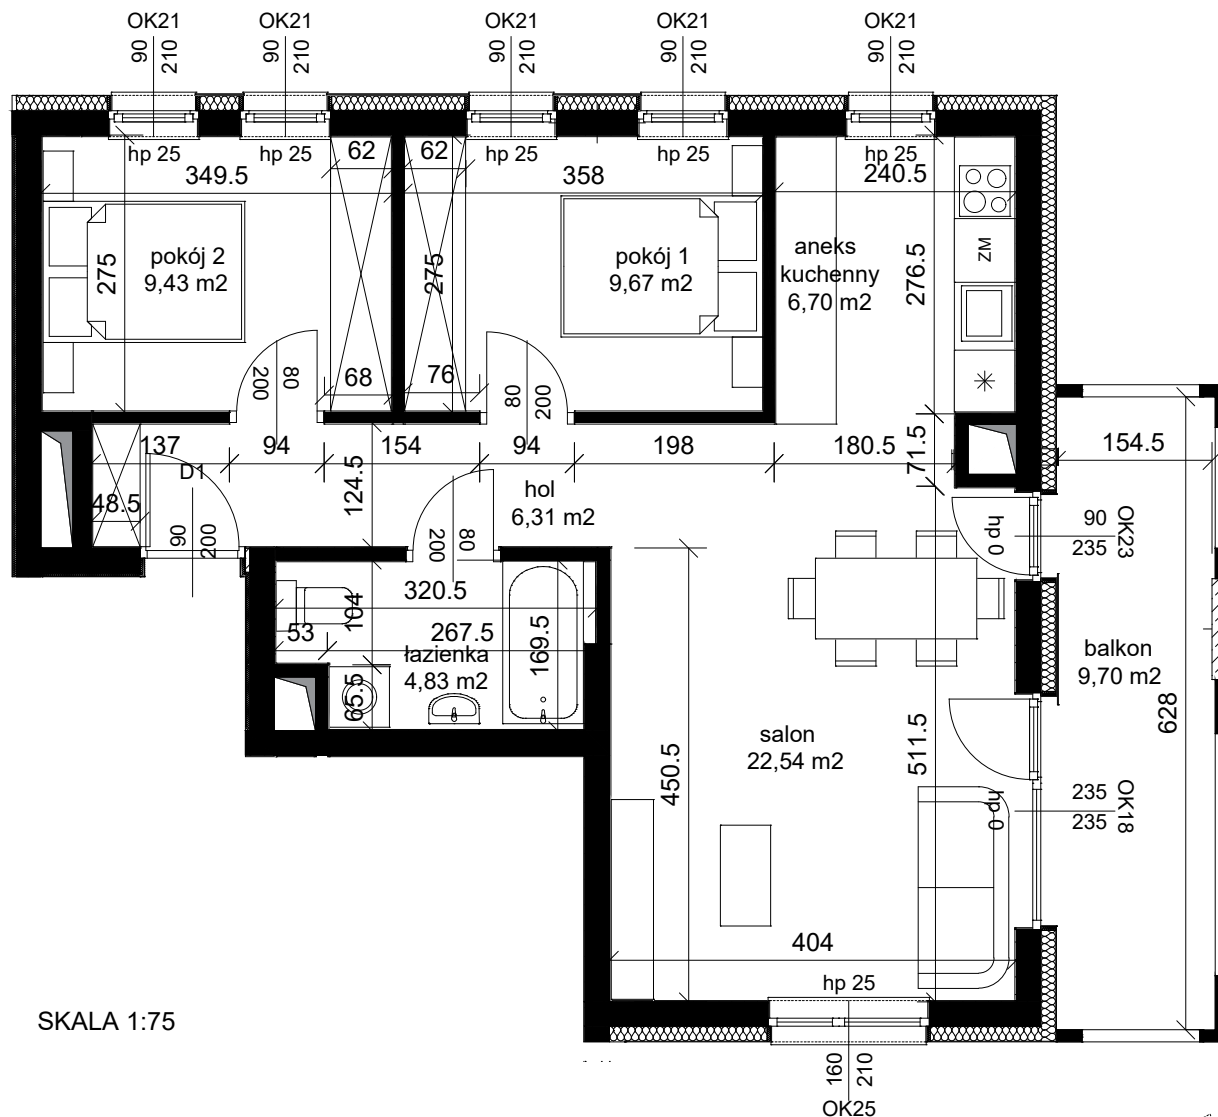 OK21
90
210
OK21
90
210
OK21
90
210
OK21
90
210
OK21
90
210
hp 25
hp 25
hp 25
hp 25
hp 25
62
62
349.5
358
240.5
pokój 2
9,43 m2
275
pokój 1
9,67 m2
275
aneks
kuchenny
6,70 m2
276.5
ZM
80
200
68
76
80
200
137
94
154
94
198
180.5
71.5
154.5
D1
48.5
90
200
124.5
hol
6,31 m2
80
200
hp 0
90
235
OK23
320.5
104
53
267.5
łazienka
4,83 m2
169.5
65.5
balkon
9,70 m2
628
salon
22,54 m2
450.5
511.5
hp 0
235
235
OK18
404
hp 25
SKALA 1:75
160
210
OK25